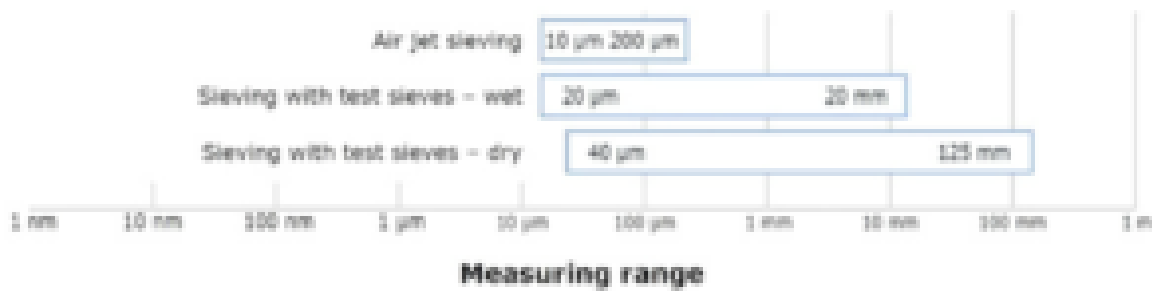 Air jet sieving 10 µm 200 µm
Sieving with test sieves – wet 20 µm 20 mm
Sieving with test sieves – dry 40 µm 125 mm
1 nm 10 nm 100 nm 1 µm 10 µm 100 µm 1 mm 10 mm 100 mm 1 m
Measuring range